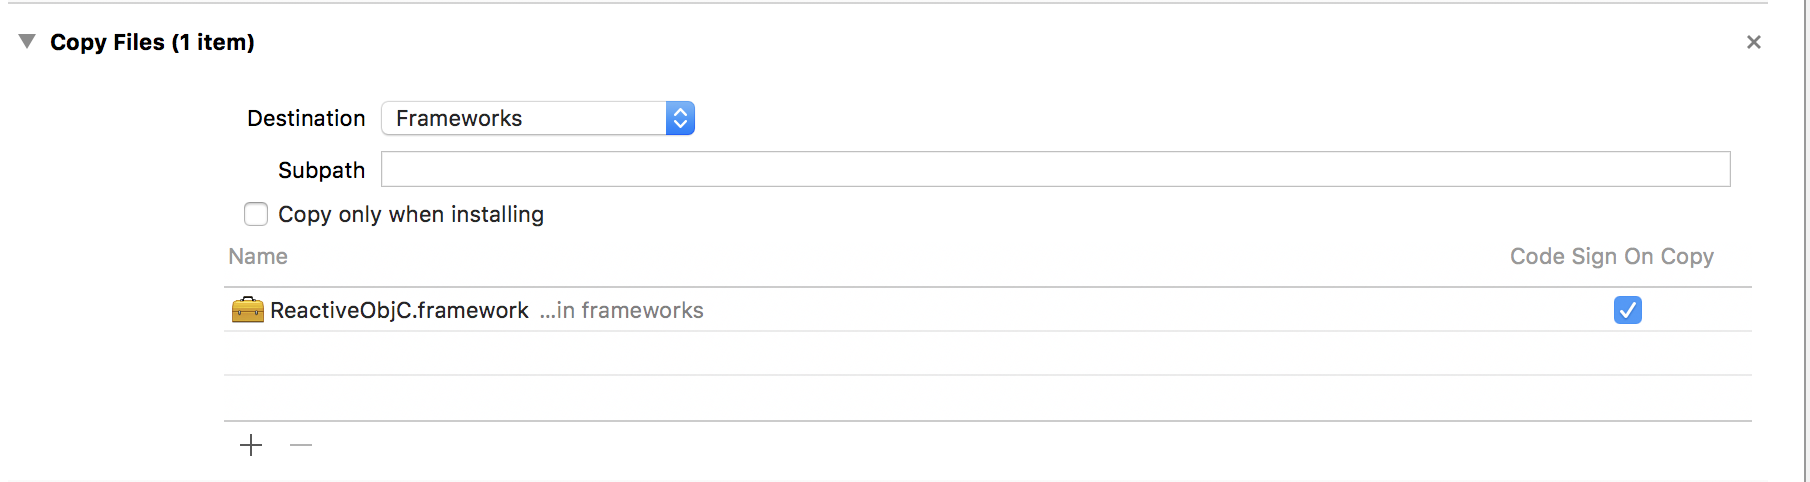 Copy Files (1 item)
Destination Frameworks
Subpath
Copy only when installing
Name Code Sign On Copy
ReactiveObjC.framework ...in frameworks